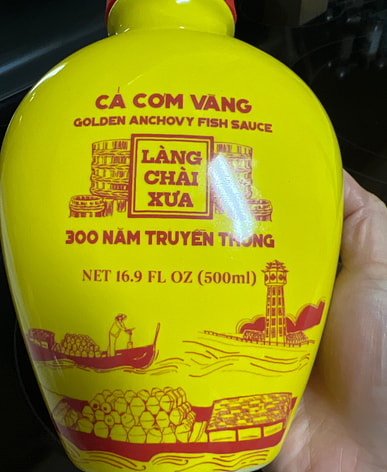 CÁ CƠM VÀNG
GOLDEN ANCHOVY FISH SAUCE
LÀNG
CHÀI
XƯA
300 NĂM TRUYỀN THỐNG
NET 16.9 FL OZ (500ml)